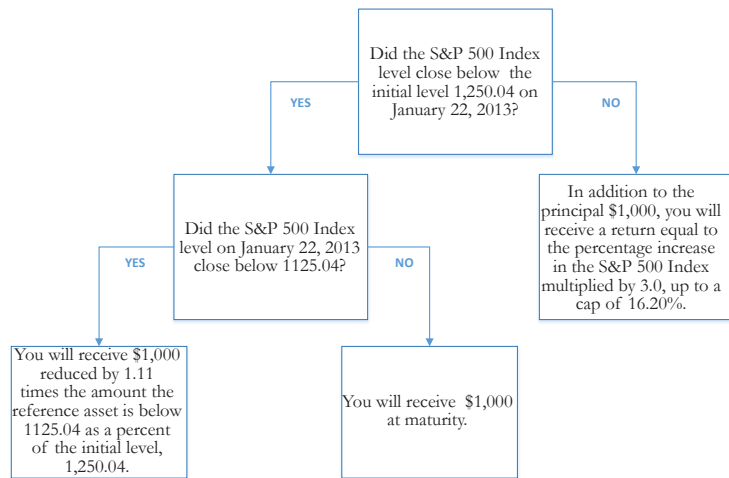 Did the S&P 500 Index
level close below the
initial level 1,250.04 on
January 22, 2013?
YES
NO
Did the S&P 500 Index
level on January 22, 2013
close below 1125.04?
In addition to the
principal $1,000, you will
receive a return equal to
the percentage increase
in the S&P 500 Index
multiplied by 3.0, up to a
cap of 16.20%.
YES
NO
You will receive $1,000
reduced by 1.11
times the amount the
reference asset is below
1125.04 as a percent
of the initial level,
1,250.04.
You will receive $1,000
at maturity.